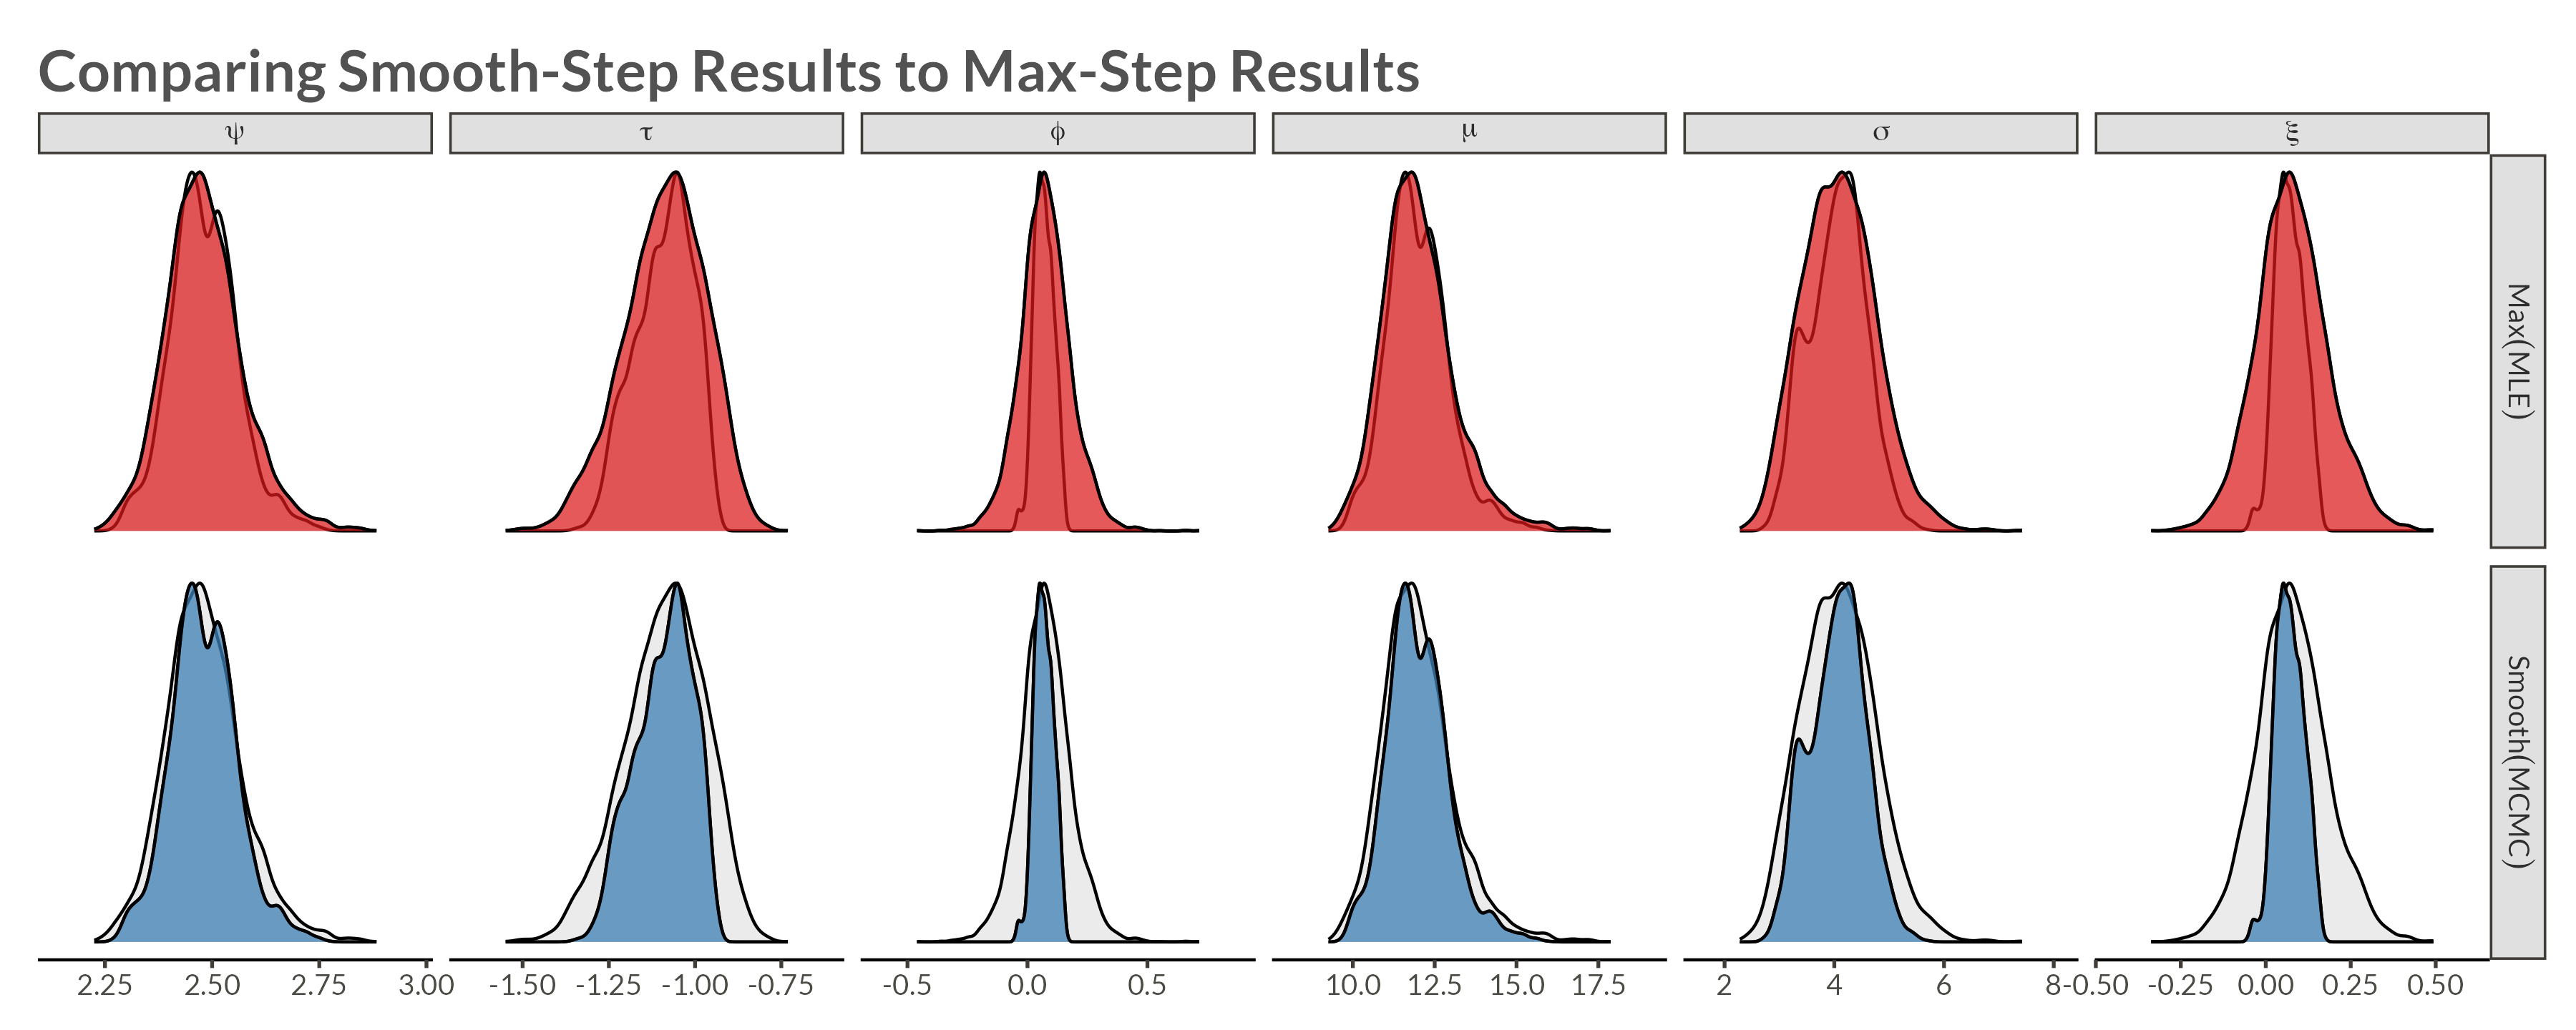 Comparing Smooth-Step Results to Max-Step Results
ψ τ ϕ μ σ ξ
Max(MLE)
Smooth(MCMC)
2.25 2.50 2.75 3.00 -1.50 -1.25 -1.00 -0.75 -0.5 0.0 0.5 10.0 12.5 15.0 17.5 2 4 6 8 -0.50 -0.25 0.00 0.25 0.50